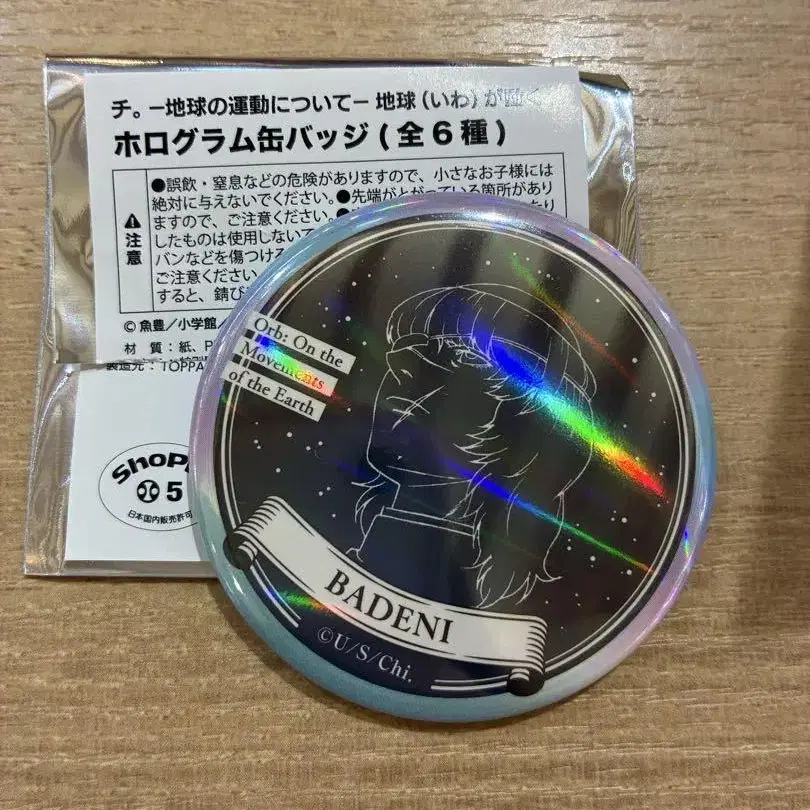 チ。ー地球の運動についてー 地球(いわ)が
ホログラム缶バッジ(全6種)
注意
●誤飲・窒息などの危険がありますので、小さなお子様には
絶対に与えないでください。●先端がとがっている箇所があり
ますので、ご注意ください。
したものは使用しないで
バンなどを傷つける
ご注意ください
すると、錆び
© 魚豊/小学館/
材 質:紙、P
製造元:TOPPA
ShoP
5
日本国内販売許可
Orb: On the
Movements
of the Earth
BADENI
©U/S/Chi.